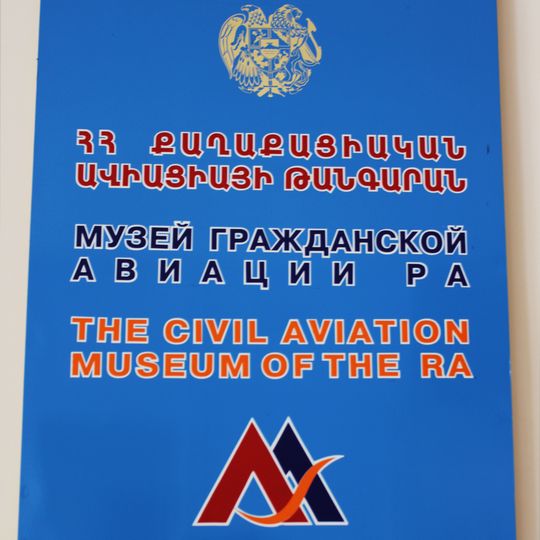 ՀՀ ՔԱՂԱՔԱՑԻԱԿԱՆ
ԱՎԻԱՑԻԱՅԻ ԹԱՆԳԱՐԱՆ
МУЗЕЙ ГРАЖДАНСКОЙ
АВИАЦИИ РА
THE CIVIL AVIATION
MUSEUM OF THE RA